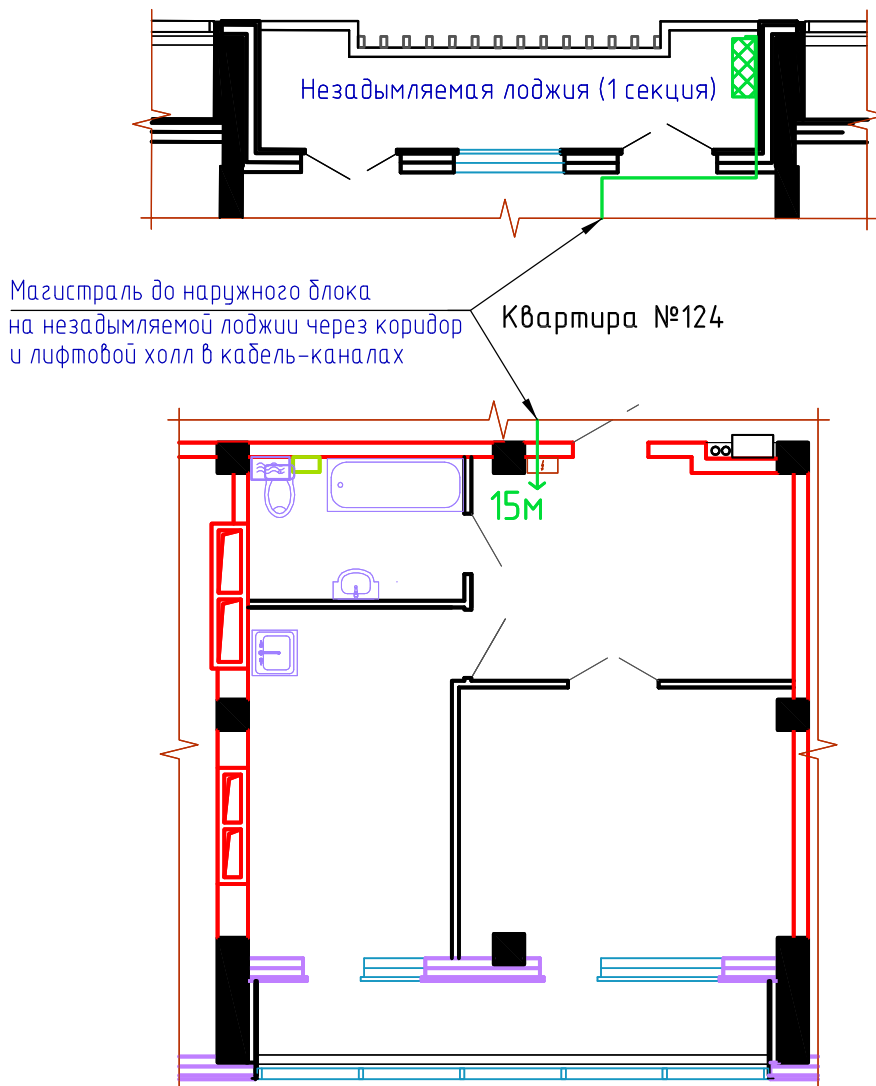 Незадымляемая лоджия (1 секция)
Магистраль до наружного блока
на незадымляемой лоджии через коридор
и лифтовой холл в кабель-каналах
Квартира №124
15м